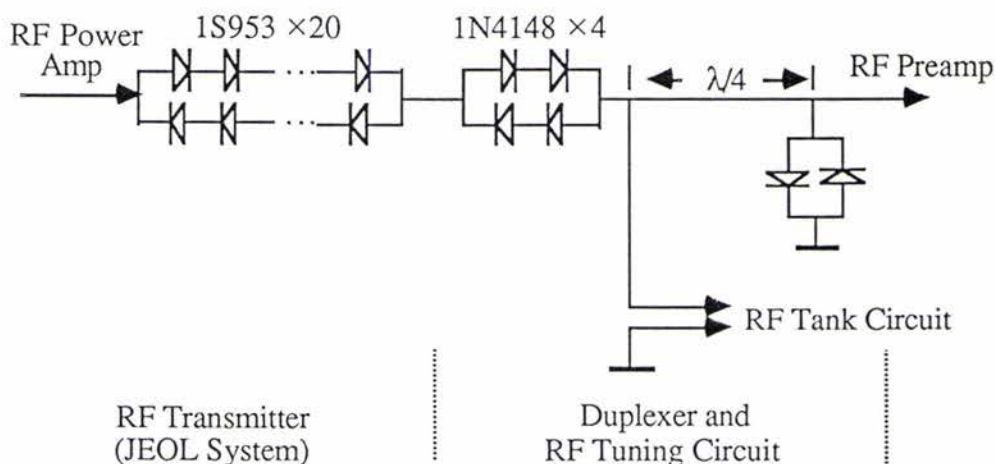 1S953 ×20
1N4148 ×4
RF Power
Amp
...
...
λ/4
RF Preamp
RF Tank Circuit
RF Transmitter
(JEOL System)
Duplexer and
RF Tuning Circuit